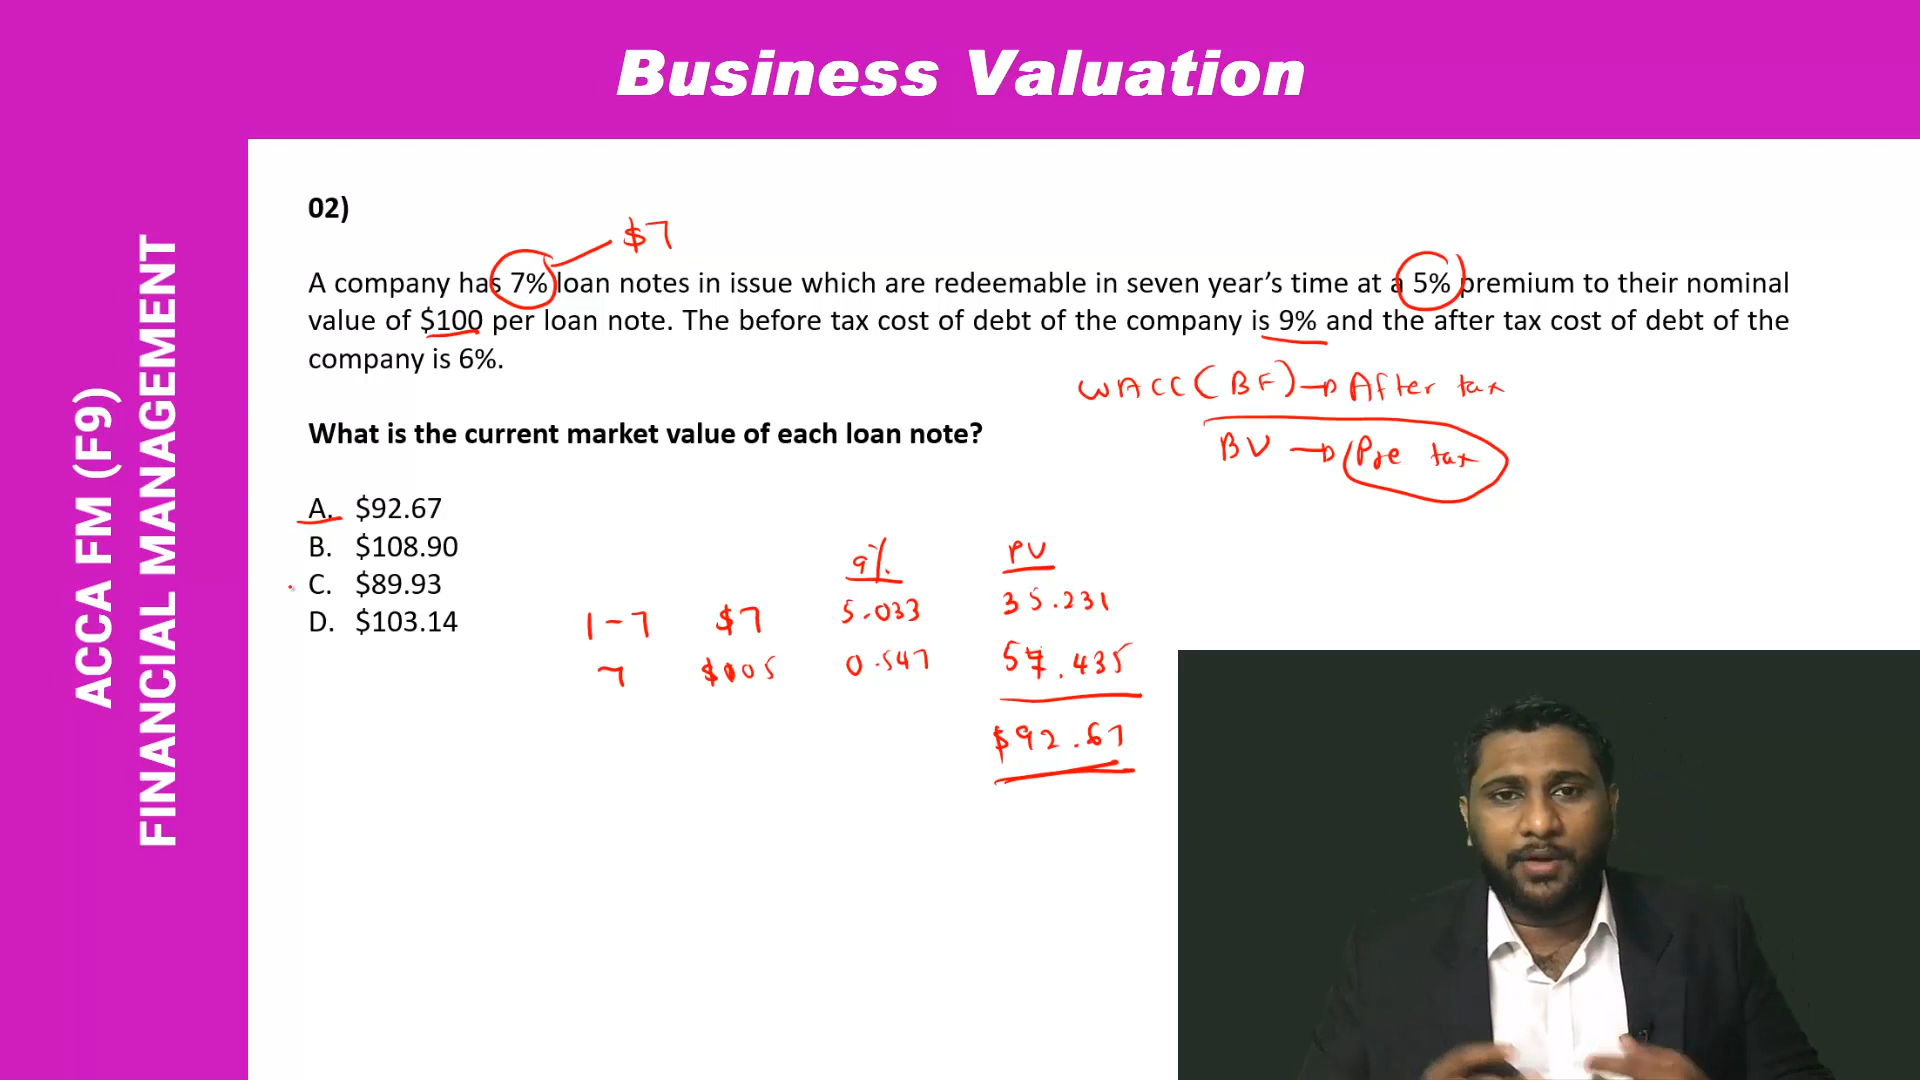 Business Valuation
ACCA FM (F9)
FINANCIAL MANAGEMENT
02)
$7
A company has 7% loan notes in issue which are redeemable in seven year’s time at a 5% premium to their nominal
value of $100 per loan note. The before tax cost of debt of the company is 9% and the after tax cost of debt of the
company is 6%.
WACC (BF) → After tax
What is the current market value of each loan note?
BV → Pre tax
A. $92.67
B. $108.90
C. $89.93
D. $103.14
9% PV
1-7 $7 5.033 35.231
7 $105 0.547 57.435
$92.67